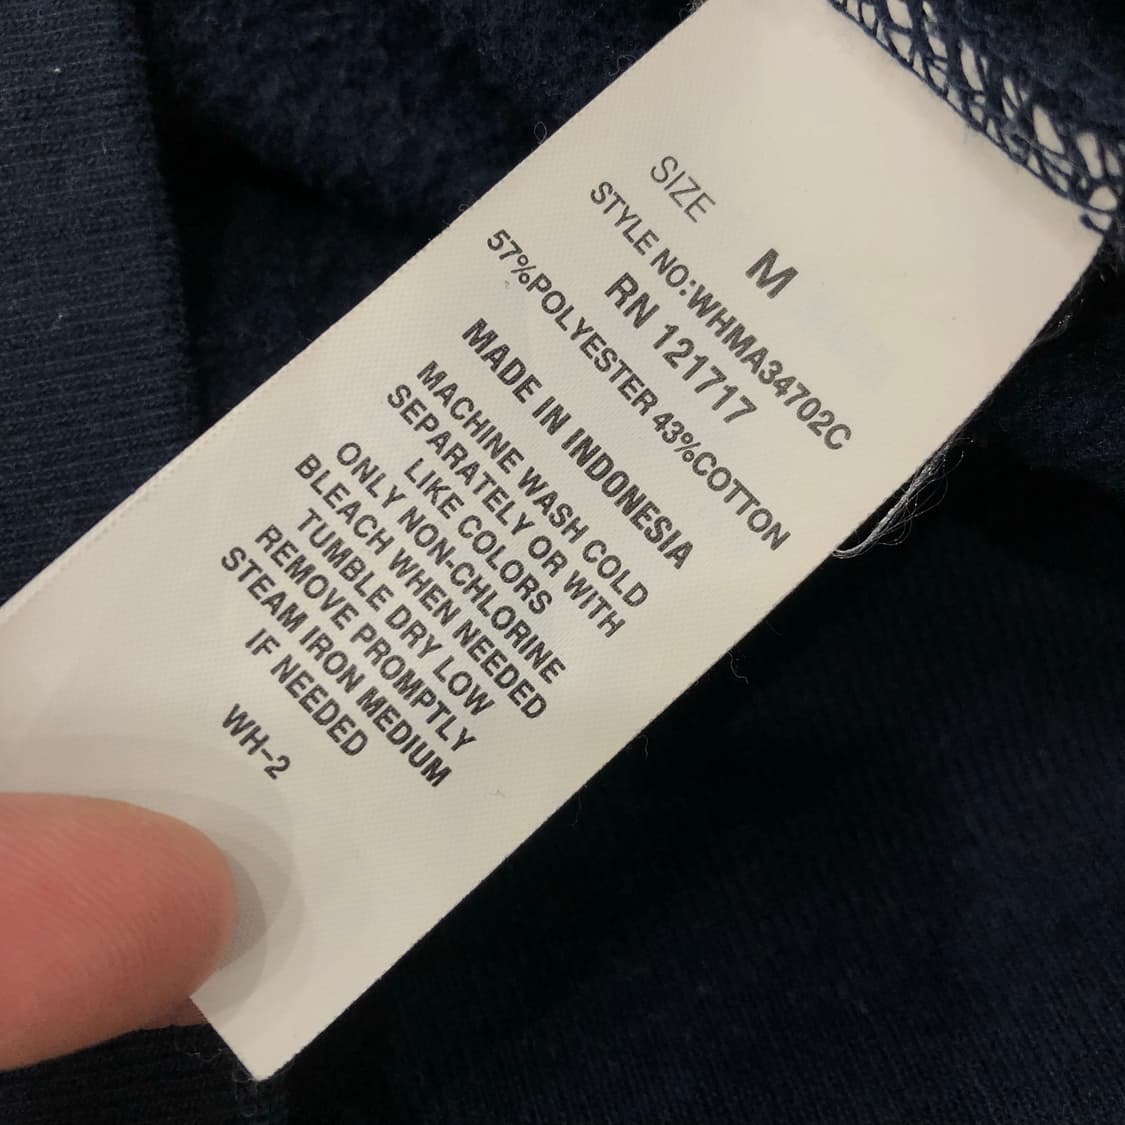 SIZE
M
STYLE NO:WHMA34702C
RN 121717
57%POLYESTER 43%COTTON
MADE IN INDONESIA
MACHINE WASH COLD
SEPARATELY OR WITH
LIKE COLORS
ONLY NON-CHLORINE
BLEACH WHEN NEEDED
TUMBLE DRY LOW
REMOVE PROMPTLY
STEAM IRON MEDIUM
IF NEEDED
WH-2